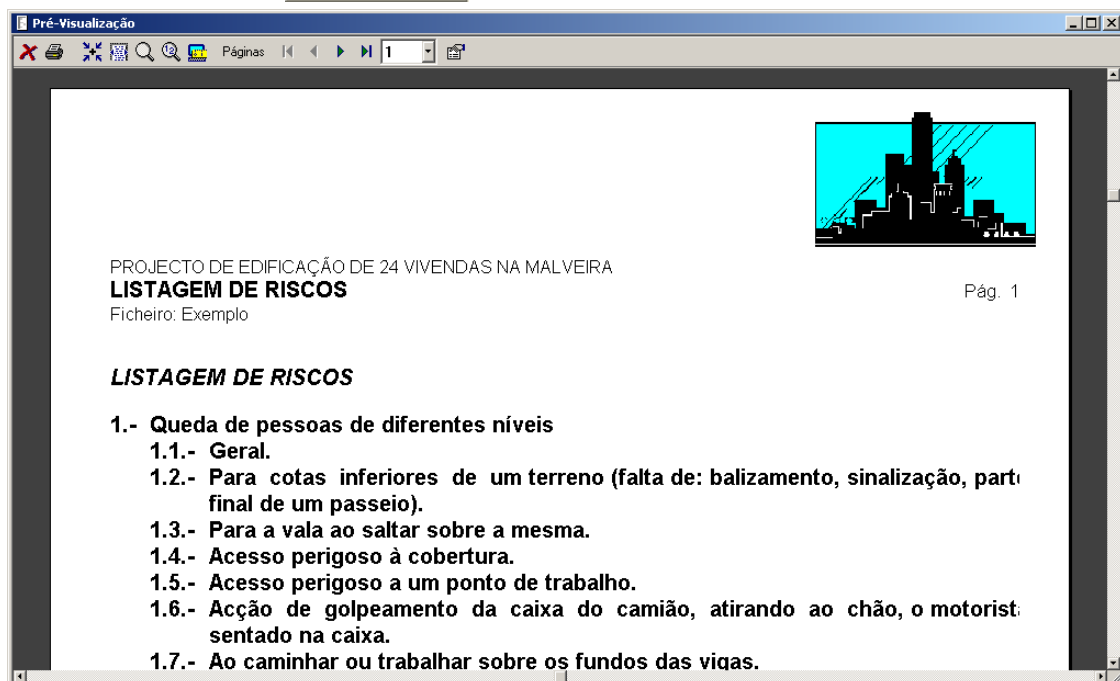 Pré-Visualização
Páginas 1
PROJECTO DE EDIFICAÇÃO DE 24 VIVENDAS NA MALVEIRA
LISTAGEM DE RISCOS Pág. 1
Ficheiro: Exemplo
LISTAGEM DE RISCOS
1.- Queda de pessoas de diferentes níveis
1.1.- Geral.
1.2.- Para cotas inferiores de um terreno (falta de: balizamento, sinalização, part
final de um passeio).
1.3.- Para a vala ao saltar sobre a mesma.
1.4.- Acesso perigoso à cobertura.
1.5.- Acesso perigoso a um ponto de trabalho.
1.6.- Acção de golpeamento da caixa do camião, atirando ao chão, o motorist
sentado na caixa.
1.7.- Ao caminhar ou trabalhar sobre os fundos das vigas.